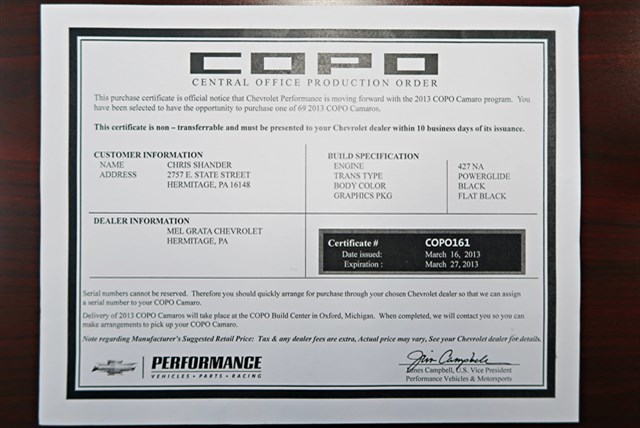 COPO
CENTRAL OFFICE PRODUCTION ORDER
This purchase certificate is official notice that Chevrolet Performance is moving forward with the 2013 COPO Camaro program. You
have been selected to have the opportunity to purchase one of 69 2013 COPO Camaros.
This certificate is non – transferrable and must be presented to your Chevrolet dealer within 10 business days of its issuance.
CUSTOMER INFORMATION
NAME CHRIS SHANDER
ADDRESS 2757 E. STATE STREET
HERMITAGE, PA 16148
BUILD SPECIFICATION
ENGINE 427 NA
TRANS TYPE POWERGLIDE
BODY COLOR BLACK
GRAPHICS PKG FLAT BLACK
DEALER INFORMATION
MEL GRATA CHEVROLET
HERMITAGE, PA
Certificate # COPO161
Date issued: March 16, 2013
Expiration : March 27, 2013
Serial numbers cannot be reserved. Therefore you should quickly arrange for purchase through your chosen Chevrolet dealer so that we can assign
a serial number to your COPO Camaro.
Delivery of 2013 COPO Camaros will take place at the COPO Build Center in Oxford, Michigan. When completed, we will contact you so you can
make arrangements to pick up your COPO Camaro.
Note regarding Manufacturer's Suggested Retail Price: Tax & any dealer fees are extra, Actual price may vary, See your Chevrolet dealer for details.
PERFORMANCE
VEHICLES • PARTS • RACING
Jim Campbell
James Campbell, U.S. Vice President
Performance Vehicles & Motorsports